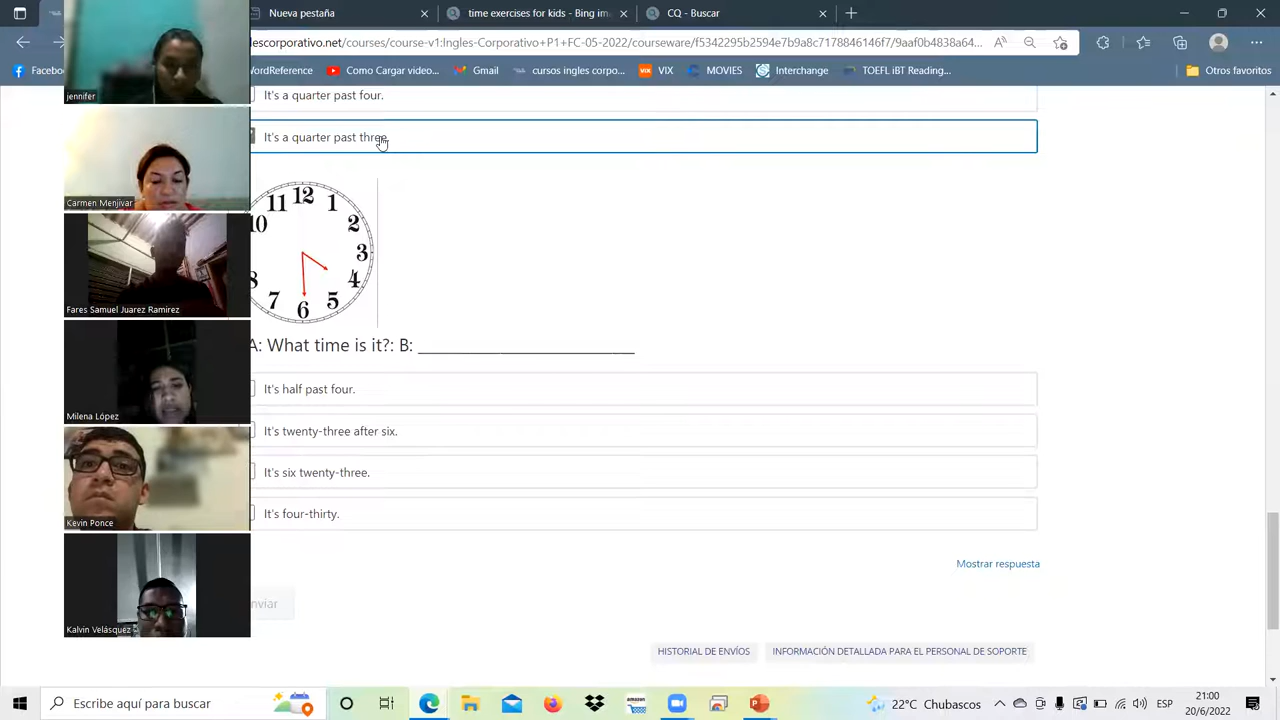 Nueva pestaña
time exercises for kids - Bing im
CQ - Buscar
lescorporativo.net/courses/course-v1:Ingles-Corporativo+P1+FC-05-2022/courseware/f5342295b2594e7b9a8c7178846146f7/9aaf0b4838a64...
Facebo
WordReference
Como Cargar video...
Gmail
cursos ingles corpo...
VIX
VIX
MOVIES
Interchange
TOEFL iBT Reading...
Otros favoritos
jennifer
It's a quarter past four.
It's a quarter past three.
Carmen Menjivar
12
11
1
10
2
3
8
4
7
5
6
Fares Samuel Juarez Ramirez
A: What time is it?: B: ________________________
It's half past four.
Milena López
It's twenty-three after six.
It's six twenty-three.
It's four-thirty.
Kevin Ponce
Mostrar respuesta
nviar
Kalvin Velásquez
HISTORIAL DE ENVÍOS
INFORMACIÓN DETALLADA PARA EL PERSONAL DE SOPORTE
Escribe aquí para buscar
amazon
22°C Chubascos
ESP
21:00
20/6/2022